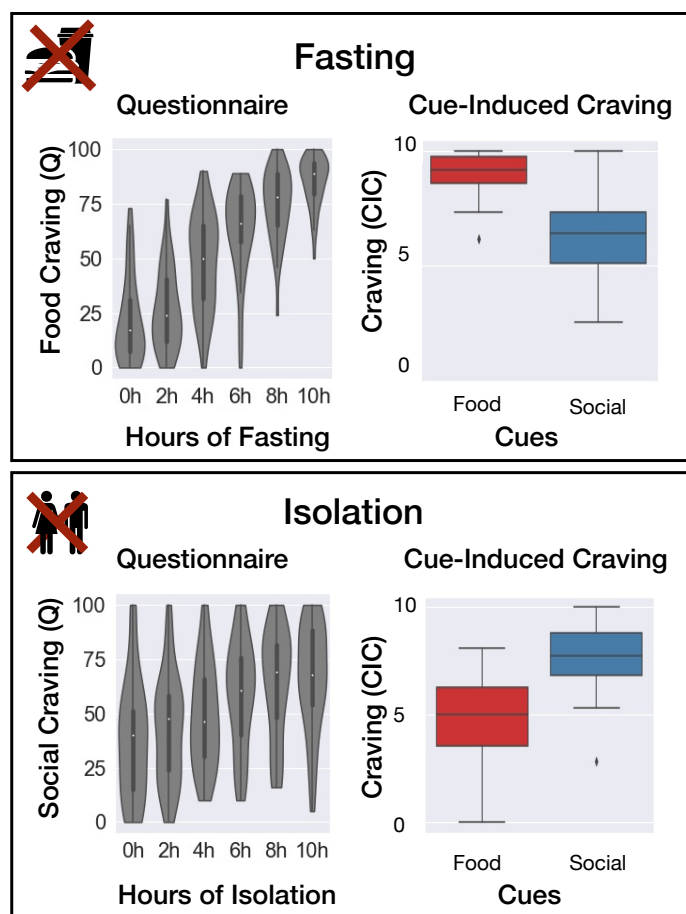 Fasting
Questionnaire
Food Craving (Q)
100
75
50
25
0
0h 2h 4h 6h 8h 10h
Hours of Fasting
Cue-Induced Craving
Craving (CIC)
10
5
0
Food Social
Cues
Isolation
Questionnaire
Social Craving (Q)
100
75
50
25
0
0h 2h 4h 6h 8h 10h
Hours of Isolation
Cue-Induced Craving
Craving (CIC)
10
5
0
Food Social
Cues